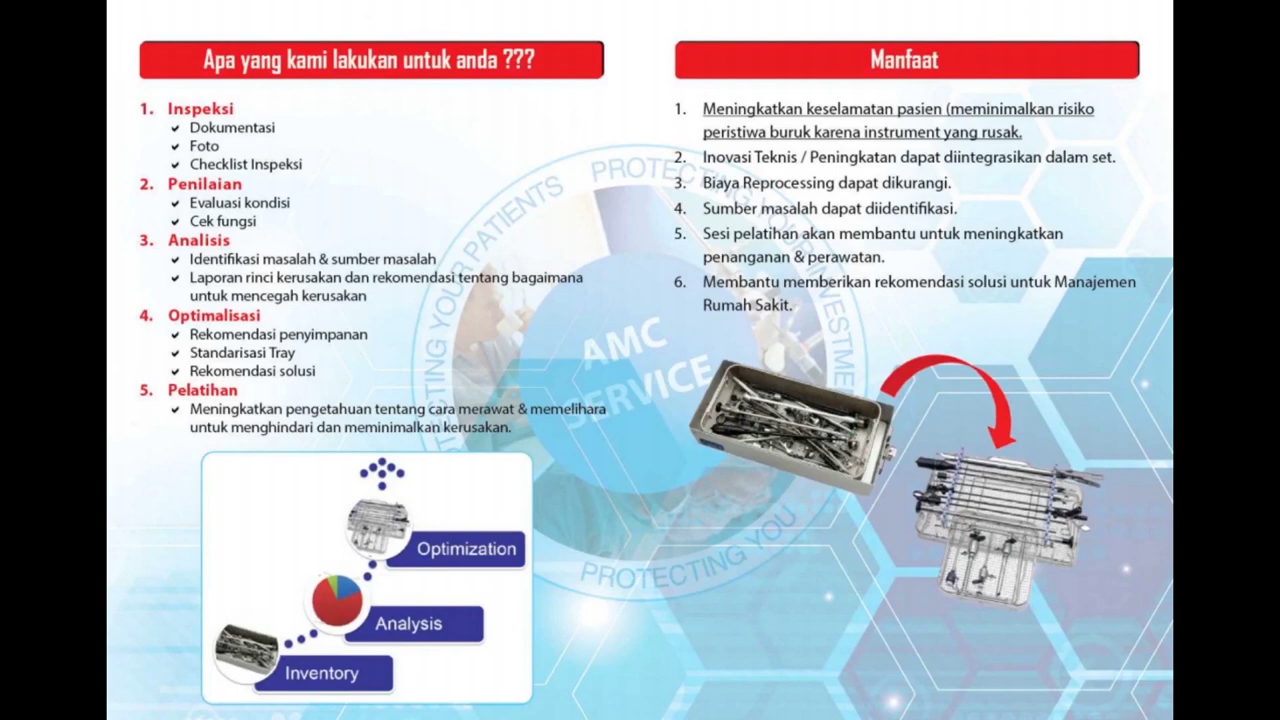 Apa yang kami lakukan untuk anda ???
1. Inspeksi
✓ Dokumentasi
✓ Foto
✓ Checklist Inspeksi
2. Penilaian
✓ Evaluasi kondisi
✓ Cek fungsi
3. Analisis
✓ Identifikasi masalah & sumber masalah
✓ Laporan rinci kerusakan dan rekomendasi tentang bagaimana
untuk mencegah kerusakan
4. Optimalisasi
✓ Rekomendasi penyimpanan
✓ Standarisasi Tray
✓ Rekomendasi solusi
5. Pelatihan
✓ Meningkatkan pengetahuan tentang cara merawat & memelihara
untuk menghindari dan meminimalkan kerusakan.
Optimization
Analysis
Inventory
Manfaat
1. Meningkatkan keselamatan pasien (meminimalkan risiko
peristiwa buruk karena instrument yang rusak.
2. Inovasi Teknis / Peningkatan dapat diintegrasikan dalam set.
3. Biaya Reprocessing dapat dikurangi.
4. Sumber masalah dapat diidentifikasi.
5. Sesi pelatihan akan membantu untuk meningkatkan
penanganan & perawatan.
6. Membantu memberikan rekomendasi solusi untuk Manajemen
Rumah Sakit.
PROTECTING YOUR PATIENTS
PROTECTING YOUR INVESTME
PROTECTING YOU
AMC
SERVICE